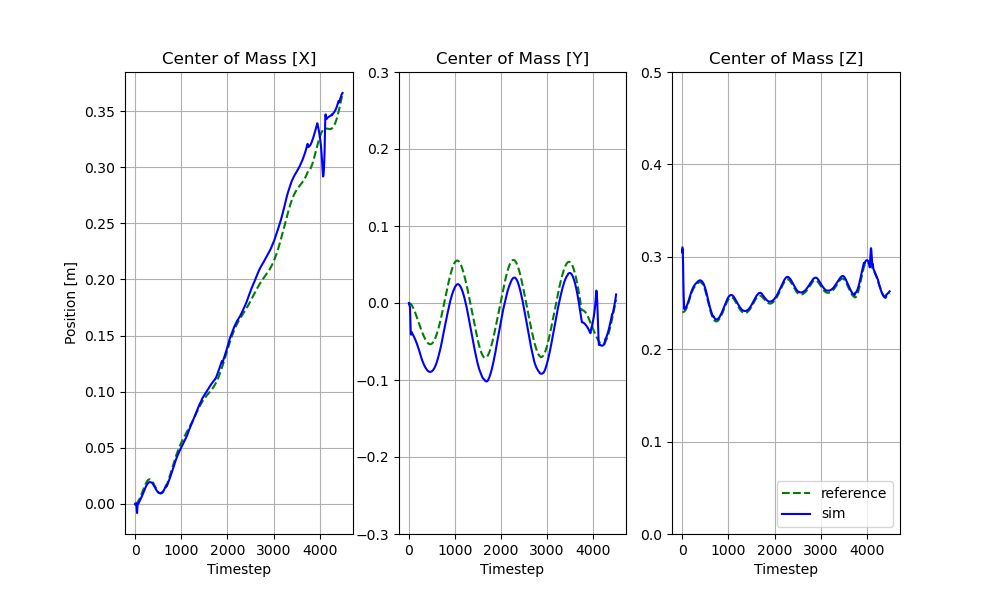 Center of Mass [X]
Center of Mass [Y]
Center of Mass [Z]
Position [m]
0.35
0.30
0.25
0.20
0.15
0.10
0.05
0.00
0 1000 2000 3000 4000
Timestep
0.3
0.2
0.1
0.0
−0.1
−0.2
−0.3
0 1000 2000 3000 4000
Timestep
0.5
0.4
0.3
0.2
0.1
0.0
0 1000 2000 3000 4000
Timestep
reference
sim